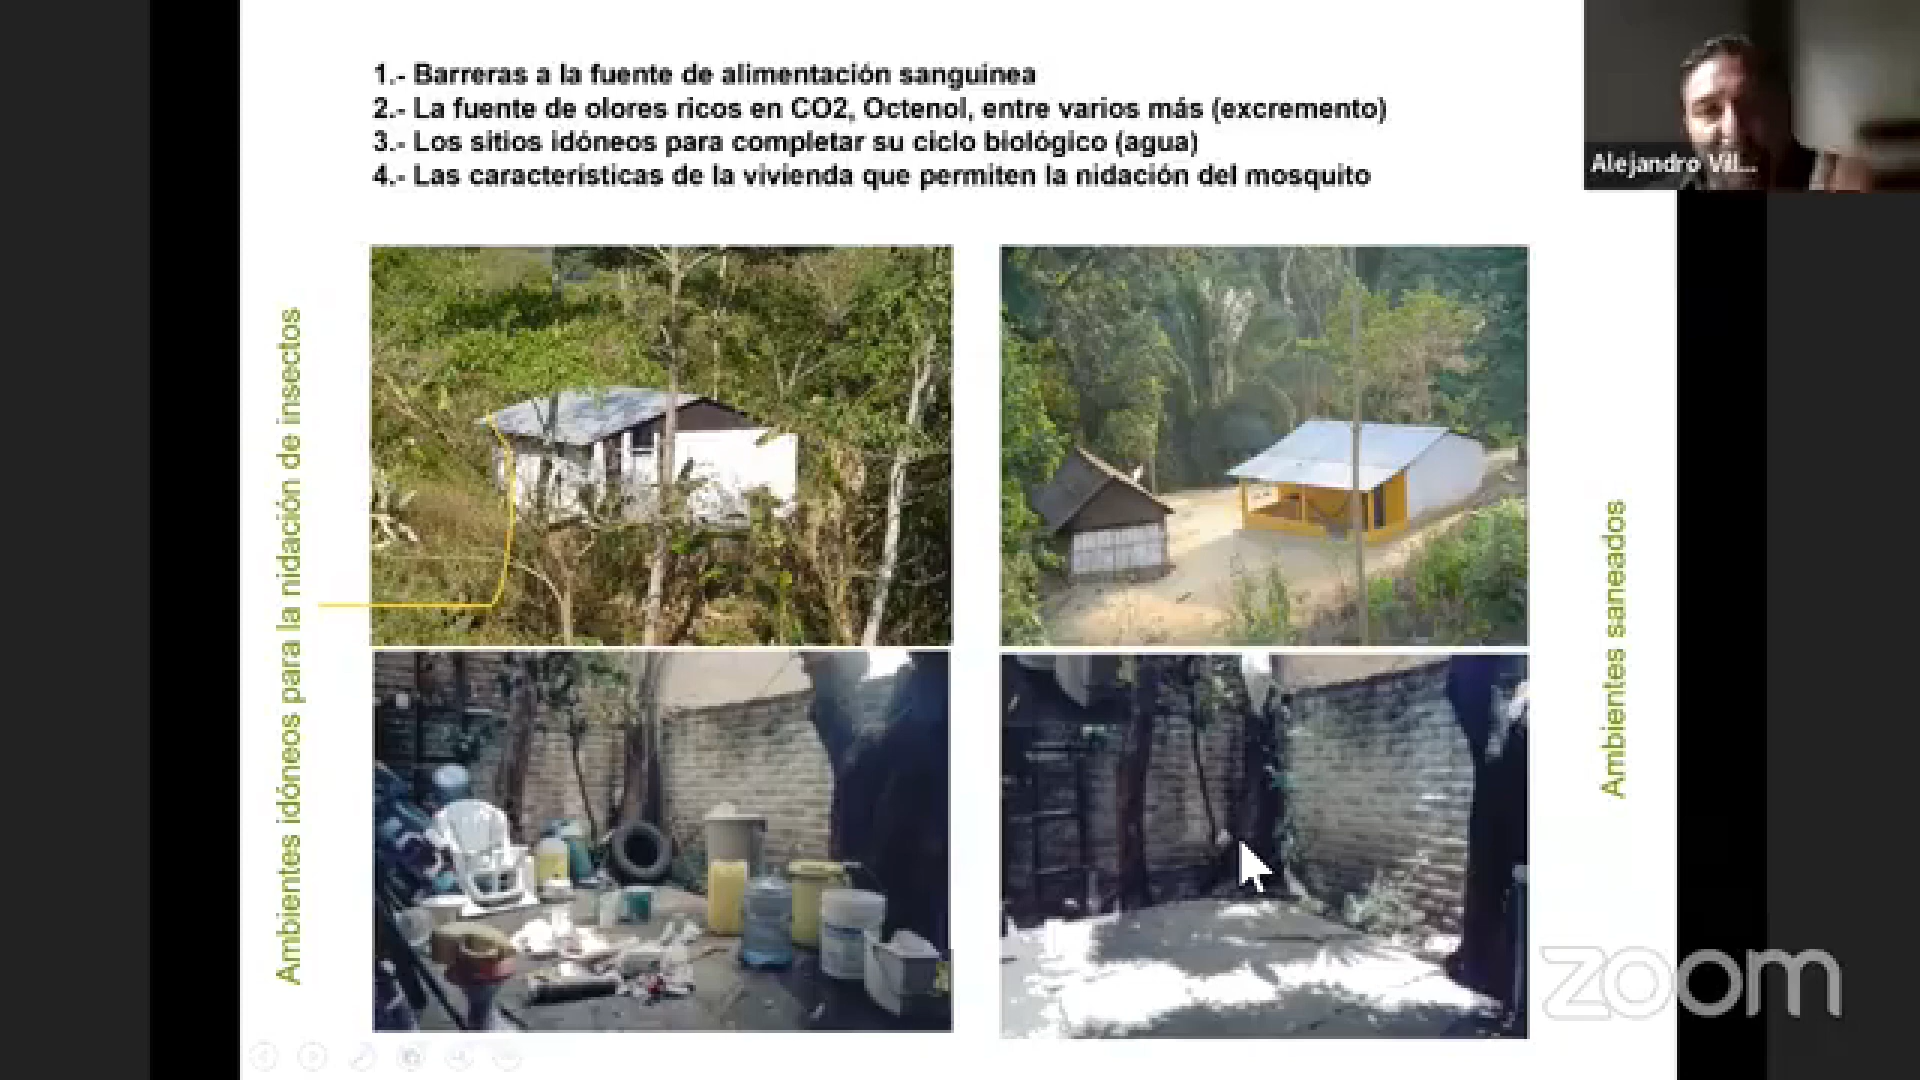 1.- Barreras a la fuente de alimentación sanguínea
2.- La fuente de olores ricos en CO2, Octenol, entre varios más (excremento)
3.- Los sitios idóneos para completar su ciclo biológico (agua)
4.- Las características de la vivienda que permiten la nidación del mosquito
Alejandro Vil...
Ambientes idóneos para la nidación de insectos
Ambientes saneados
zoom